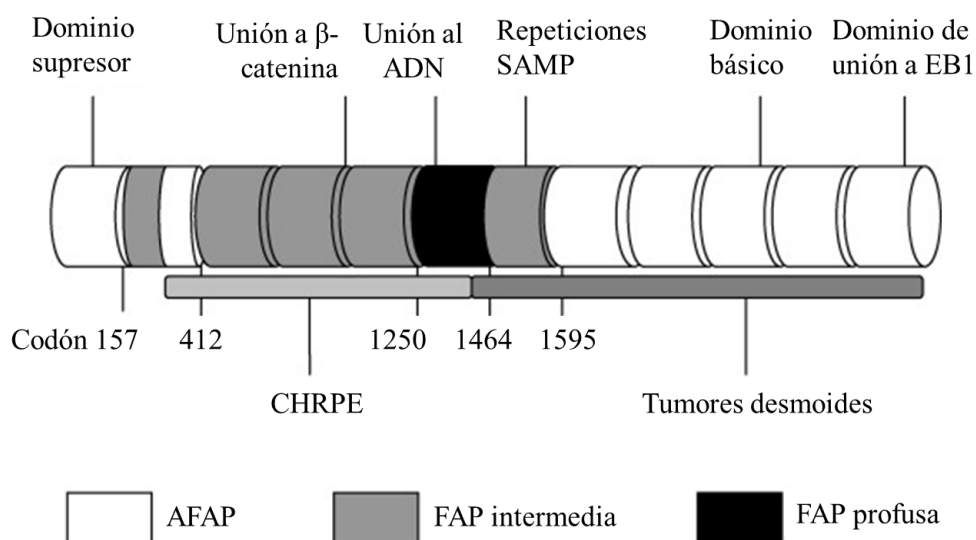 Dominio
supresor
Unión a β-
catenina
Unión al
ADN
Repeticiones
SAMP
Dominio
básico
Dominio de
unión a EB1
Codón 157
412
1250
1464
1595
CHRPE
Tumores desmoides
AFAP
FAP intermedia
FAP profusa